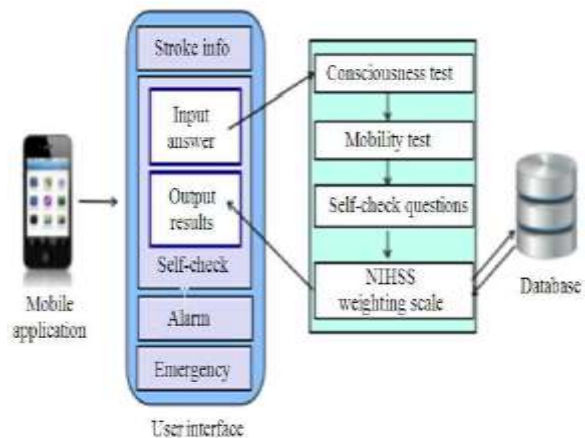 Stroke info
Input
answer
Output
results
Self-check
Alarm
Emergency
User interface
Mobile
application
Consciousness test
Mobility test
Self-check questions
NIHSS
weighting scale
Database